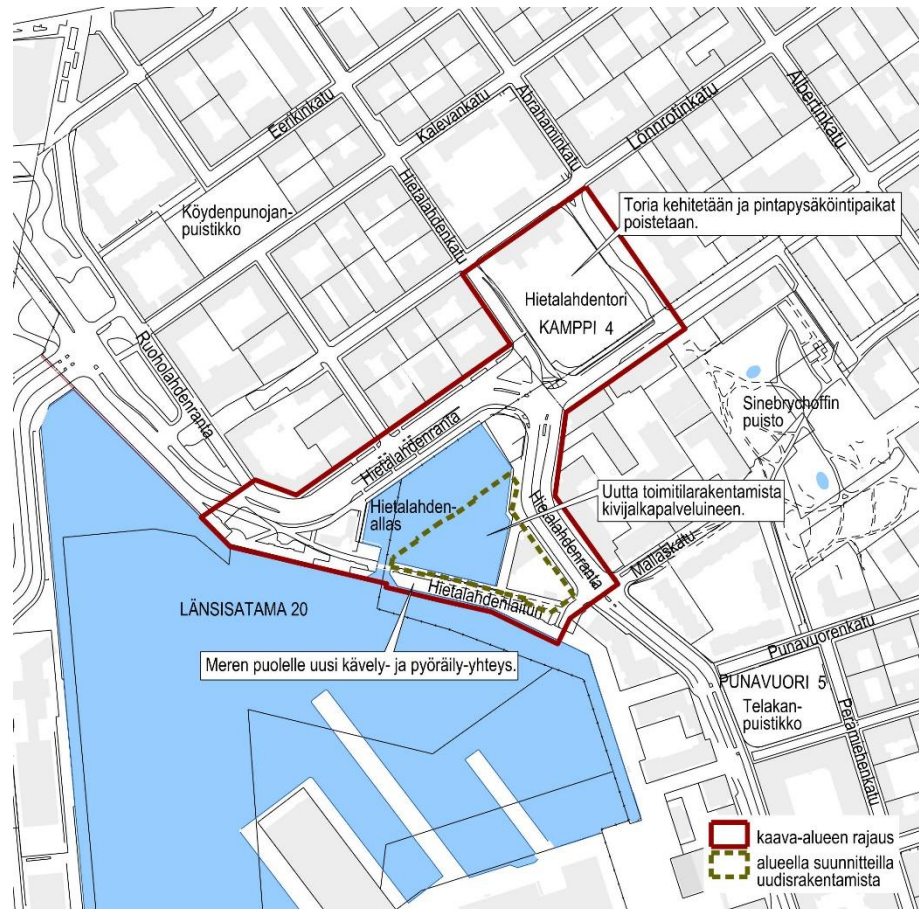 Eerikinkatu
Kalevankatu
Abrahaminkatu
Lönnrotinkatu
Albertinkatu
Hietalahdenkatu
Köydenpunojan-
puistikko
Toria kehitetään ja pintapysäköintipaikat
poistetaan.
Hietalahdentori
KAMPPI 4
Ruoholahdenranta
Sinebrychoffin
puisto
Hietalahdenranta
Hietalahden-
allas
Uutta toimitilarakentamista
kivijalkapalveluineen.
Hietalahdenranta
Mallaskatu
Hietalahdenlaituri
LÄNSISATAMA 20
Meren puolelle uusi kävely- ja pyöräily-yhteys.
Punavuorenkatu
PUNAVUORI 5
Telakan-
puistikko
Perämiehenkatu
kaava-alueen rajaus
alueella suunnitteilla
uudisrakentamista